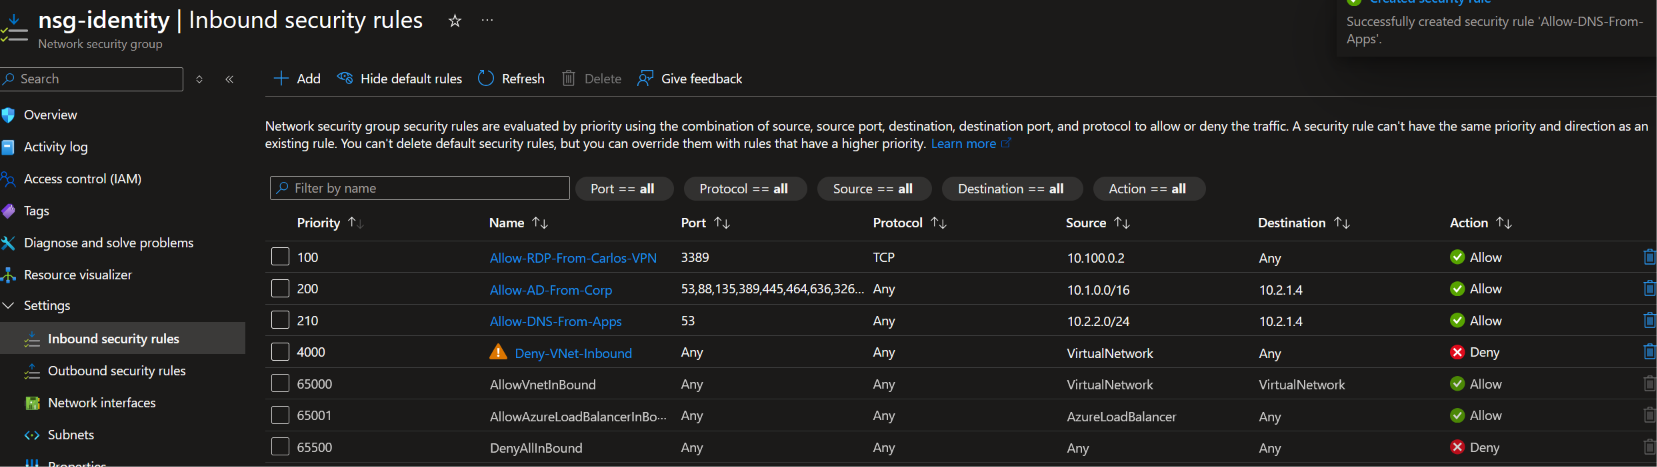 nsg-identity | Inbound security rules
Network security group
Created security rule
Successfully created security rule 'Allow-DNS-From-
Apps'.
Search
Overview
Activity log
Access control (IAM)
Tags
Diagnose and solve problems
Resource visualizer
Settings
Inbound security rules
Outbound security rules
Network interfaces
Subnets
Properties
Add Hide default rules Refresh Delete Give feedback
Network security group security rules are evaluated by priority using the combination of source, source port, destination, destination port, and protocol to allow or deny the traffic. A security rule can't have the same priority and direction as an
existing rule. You can't delete default security rules, but you can override them with rules that have a higher priority. Learn more
Filter by name Port == all Protocol == all Source == all Destination == all Action == all
Priority Name Port Protocol Source Destination Action
100 Allow-RDP-From-Carlos-VPN 3389 TCP 10.100.0.2 Any Allow
200 Allow-AD-From-Corp 53,88,135,389,445,464,636,326... Any 10.1.0.0/16 10.2.1.4 Allow
210 Allow-DNS-From-Apps 53 Any 10.2.2.0/24 10.2.1.4 Allow
4000 Deny-VNet-Inbound Any Any VirtualNetwork Any Deny
65000 AllowVnetInBound Any Any VirtualNetwork VirtualNetwork Allow
65001 AllowAzureLoadBalancerInBo... Any Any AzureLoadBalancer Any Allow
65500 DenyAllInBound Any Any Any Any Deny